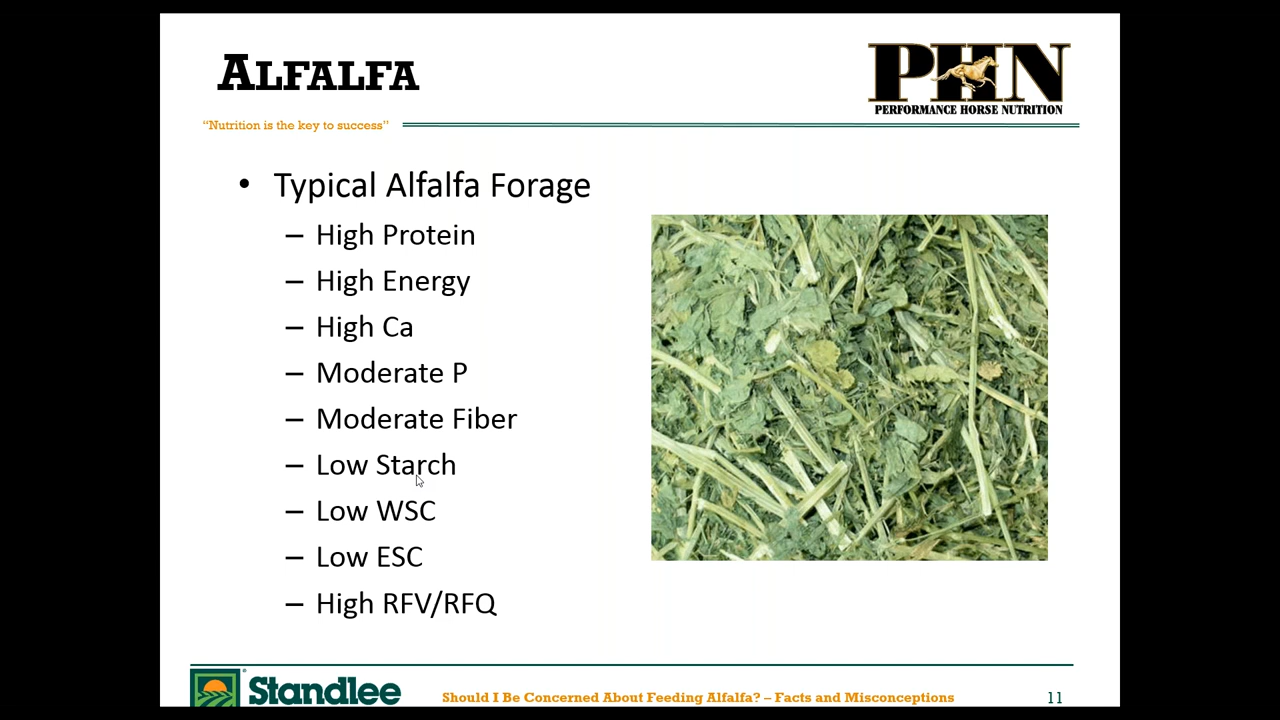 ALFALFA
PHN
PERFORMANCE HORSE NUTRITION
“Nutrition is the key to success”
• Typical Alfalfa Forage
– High Protein
– High Energy
– High Ca
– Moderate P
– Moderate Fiber
– Low Starch
– Low WSC
– Low ESC
– High RFV/RFQ
Standlee
Should I Be Concerned About Feeding Alfalfa? – Facts and Misconceptions
11